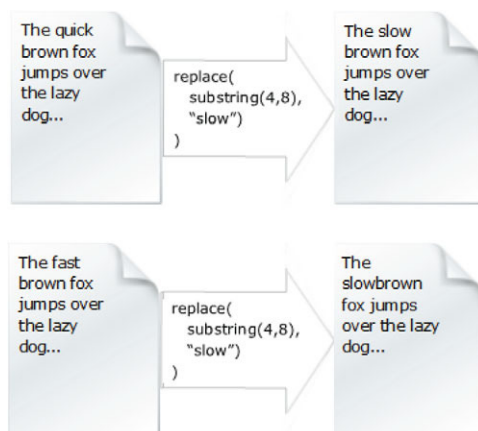 The quick
brown fox
jumps over
the lazy
dog...
replace(
substring(4,8),
“slow”)
)
The slow
brown fox
jumps over
the lazy
dog...
The fast
brown fox
jumps over
the lazy
dog...
replace(
substring(4,8),
“slow”)
)
The
slowbrown
fox jumps
over the lazy
dog...